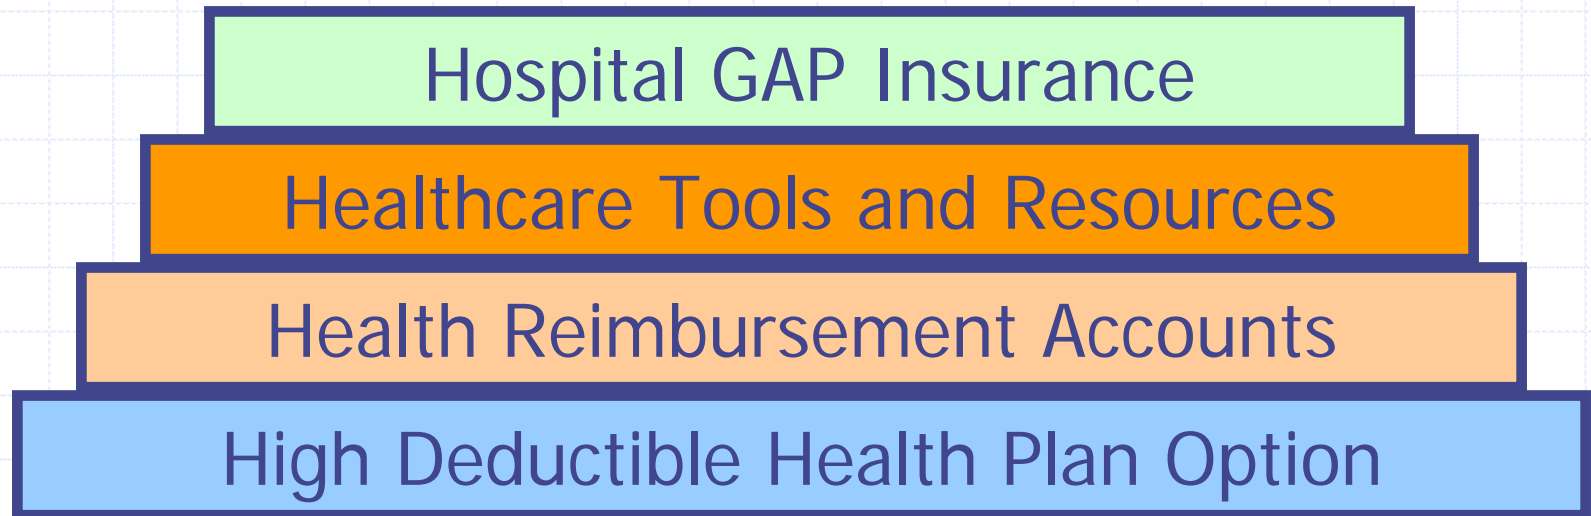 Hospital GAP Insurance
Healthcare Tools and Resources
Health Reimbursement Accounts
High Deductible Health Plan Option